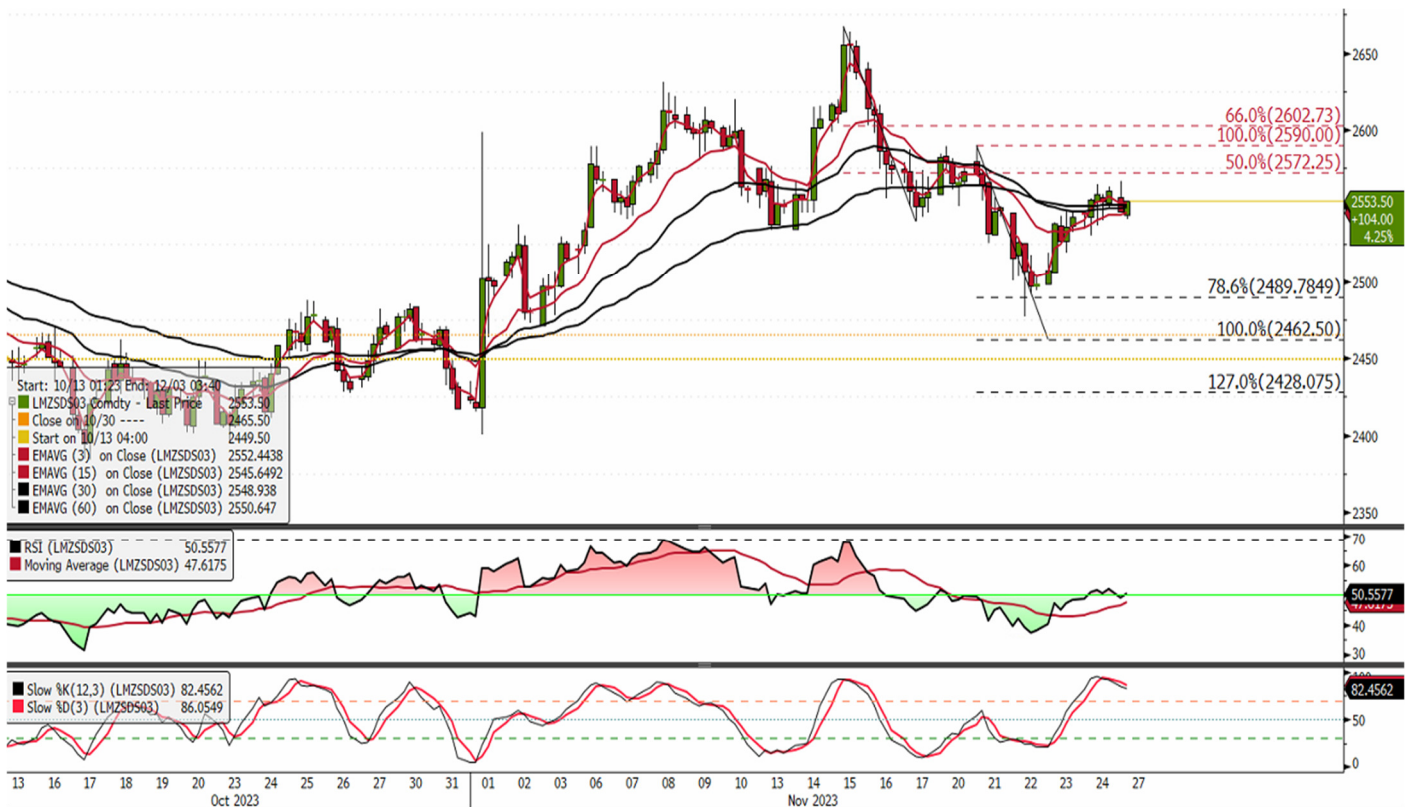 2650
66.0%(2602.73)
2600
100.0%(2590.00)
50.0%(2572.25)
2553.50
+104.00
4.25%
2500
78.6%(2489.7849)
100.0%(2462.50)
2450
127.0%(2428.075)
2400
2350
Start: 10/13 01:23 End: 12/03 03:40
LMZSDS03 Comdty - Last Price 2553.50
Close on 10/30 ---- 2465.50
Start on 10/13 04:00 2449.50
EMAVG (3) on Close (LMZSDS03) 2552.4438
EMAVG (15) on Close (LMZSDS03) 2545.6492
EMAVG (30) on Close (LMZSDS03) 2548.938
EMAVG (60) on Close (LMZSDS03) 2550.647
RSI (LMZSDS03) 50.5577
Moving Average (LMZSDS03) 47.6175
70
60
50.5577
47.6175
40
30
Slow %K(12,3) (LMZSDS03) 82.4562
Slow %D(3) (LMZSDS03) 86.0549
100
82.4562
50
0
13 16 17 18 19 20 23 24 25 26 27 30 31 01 02 03 06 07 08 09 10 13 14 15 16 17 20 21 22 23 24 27
Oct 2023 Nov 2023